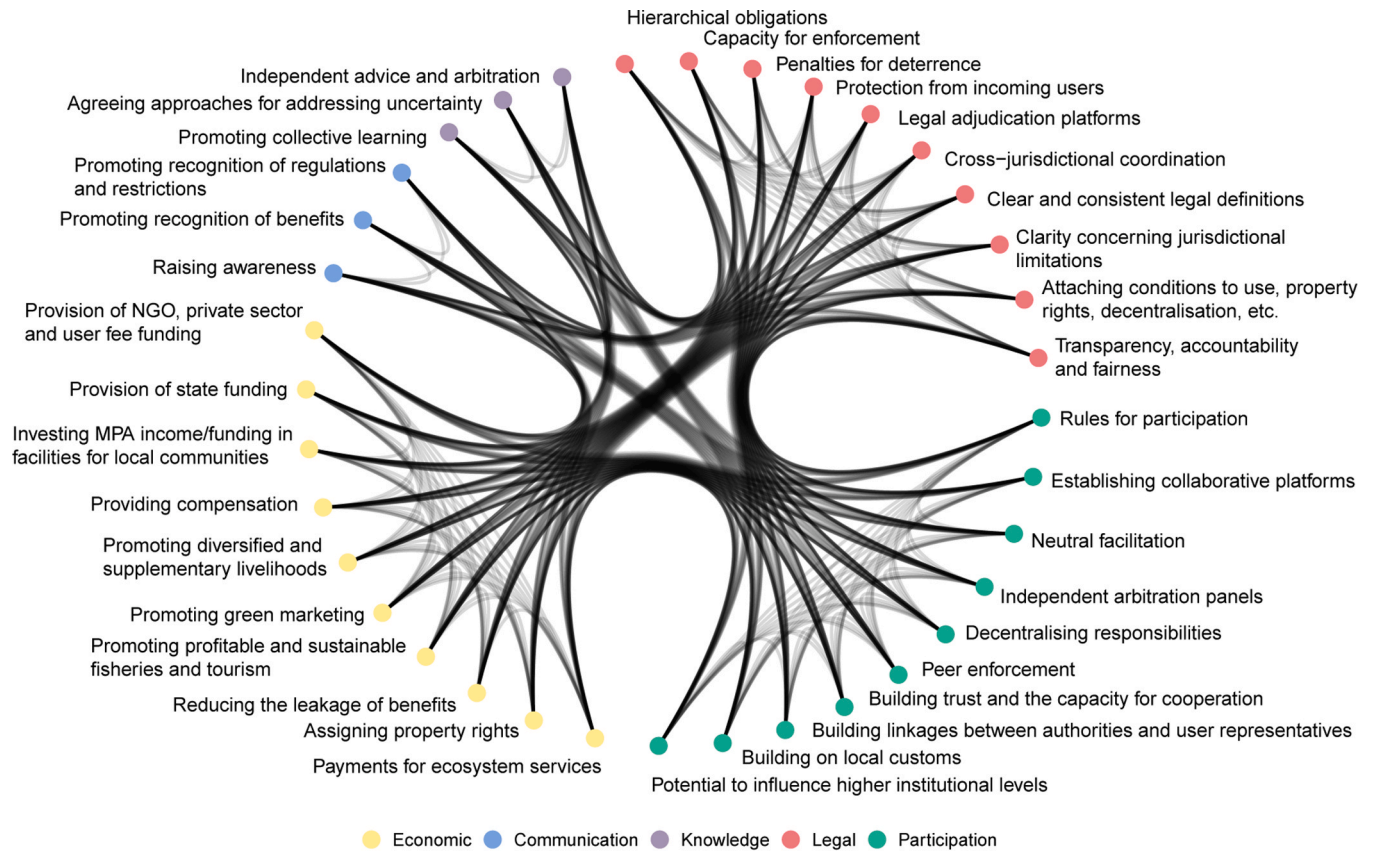 Hierarchical obligations
Capacity for enforcement
Penalties for deterrence
Protection from incoming users
Legal adjudication platforms
Cross−jurisdictional coordination
Clear and consistent legal definitions
Clarity concerning jurisdictional
limitations
Attaching conditions to use, property
rights, decentralisation, etc.
Transparency, accountability
and fairness
Rules for participation
Establishing collaborative platforms
Neutral facilitation
Independent arbitration panels
Decentralising responsibilities
Peer enforcement
Building trust and the capacity for cooperation
Building linkages between authorities and user representatives
Building on local customs
Potential to influence higher institutional levels
Independent advice and arbitration
Agreeing approaches for addressing uncertainty
Promoting collective learning
Promoting recognition of regulations
and restrictions
Promoting recognition of benefits
Raising awareness
Provision of NGO, private sector
and user fee funding
Provision of state funding
Investing MPA income/funding in
facilities for local communities
Providing compensation
Promoting diversified and
supplementary livelihoods
Promoting green marketing
Promoting profitable and sustainable
fisheries and tourism
Reducing the leakage of benefits
Assigning property rights
Payments for ecosystem services
Economic
Communication
Knowledge
Legal
Participation